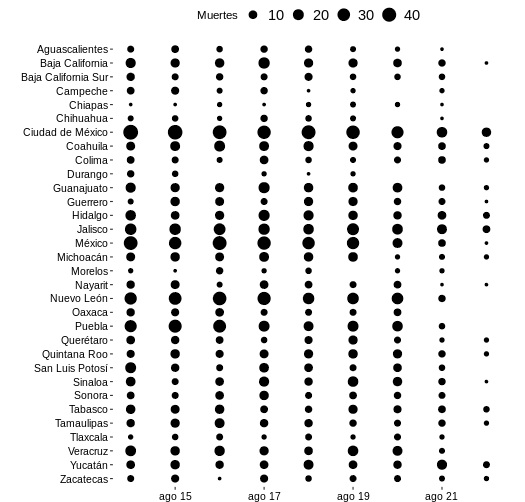 Muertes 10 20 30 40
Aguascalientes
Baja California
Baja California Sur
Campeche
Chiapas
Chihuahua
Ciudad de México
Coahuila
Colima
Durango
Guanajuato
Guerrero
Hidalgo
Jalisco
México
Michoacán
Morelos
Nayarit
Nuevo León
Oaxaca
Puebla
Querétaro
Quintana Roo
San Luis Potosí
Sinaloa
Sonora
Tabasco
Tamaulipas
Tlaxcala
Veracruz
Yucatán
Zacatecas
ago 15 ago 17 ago 19 ago 21